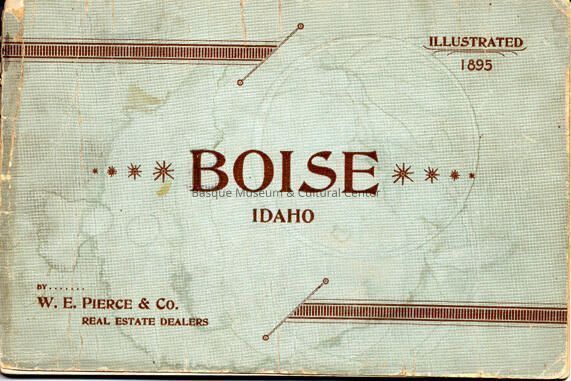 ILLUSTRATED
1895
BOISE
Basque Museum & Cultural Center
IDAHO
BY.......
W. E. PIERCE & CO.
REAL ESTATE DEALERS